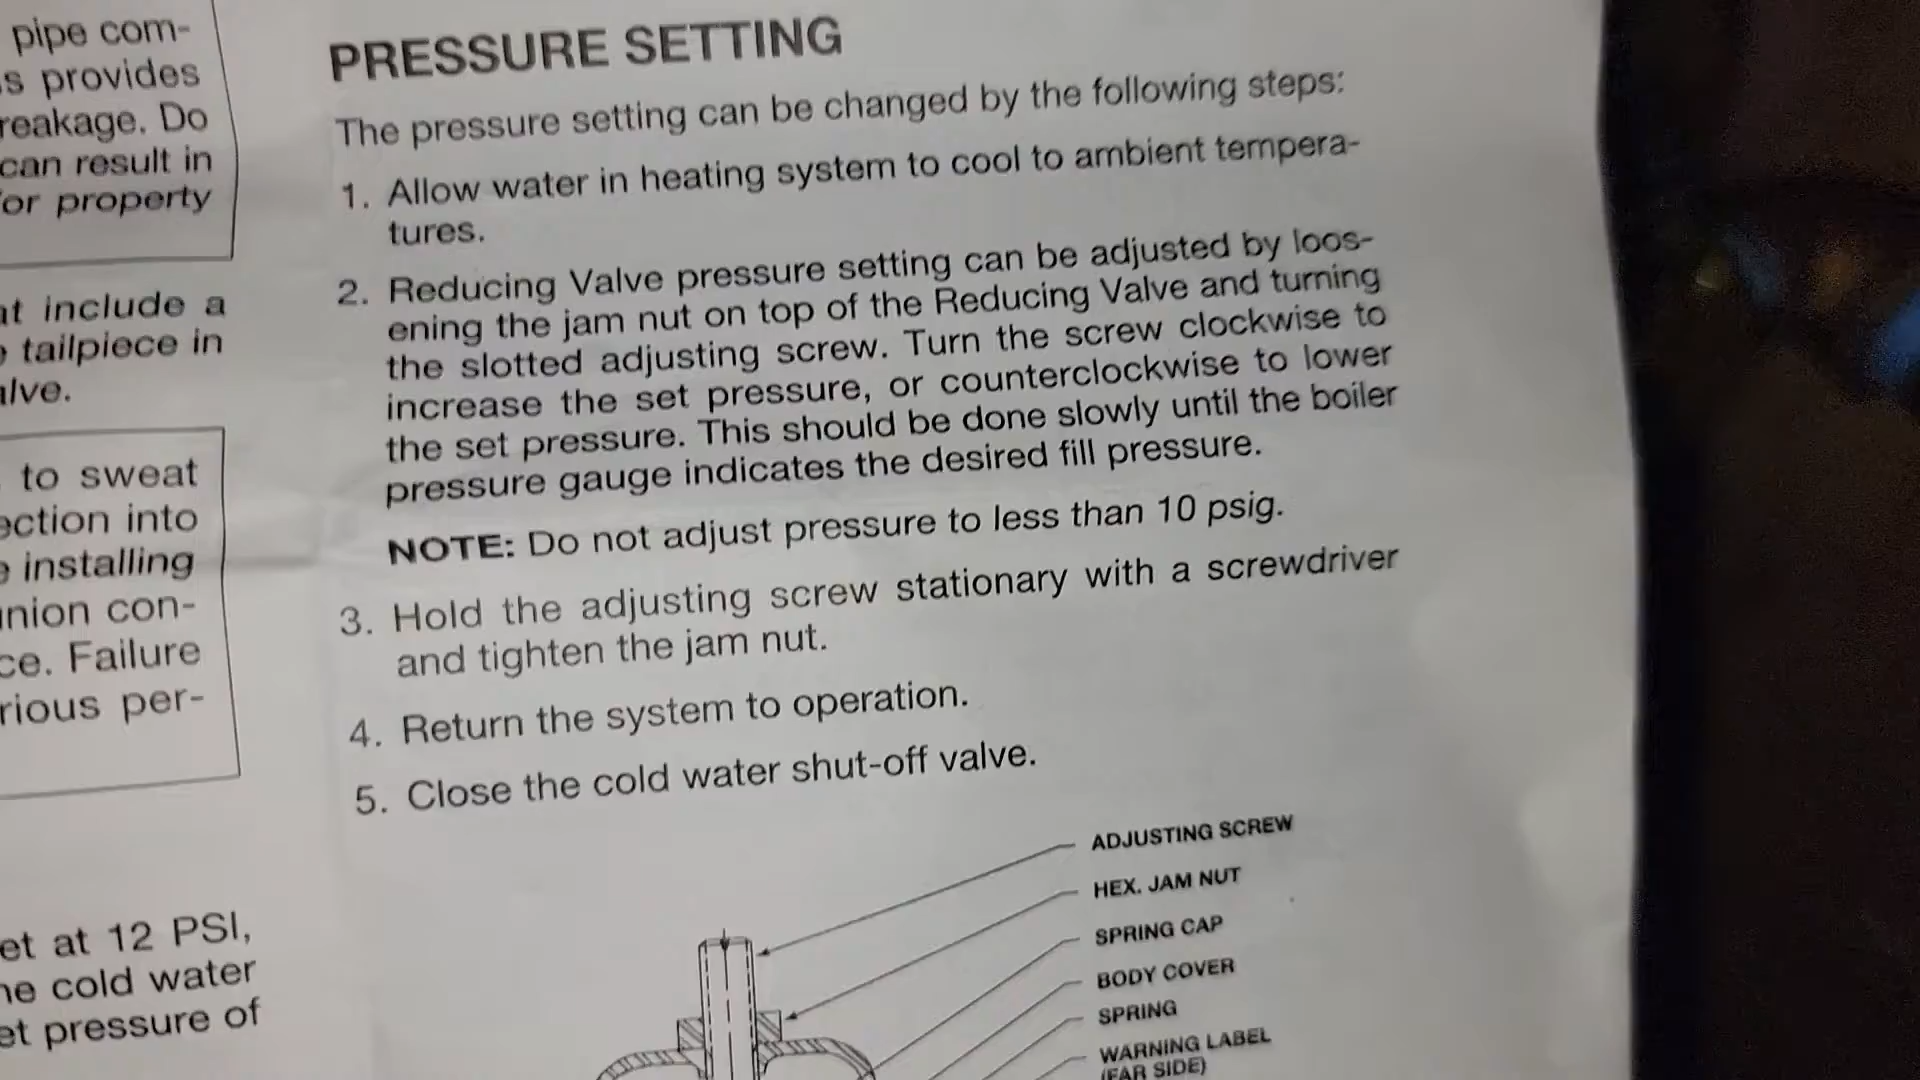 pipe com-
s provides
reakage. Do
can result in
or property
at include a
tailpiece in
alve.
to sweat
ection into
installing
union con-
ce. Failure
rious per-
et at 12 PSI,
he cold water
et pressure of
PRESSURE SETTING
The pressure setting can be changed by the following steps:
1. Allow water in heating system to cool to ambient tempera-
tures.
2. Reducing Valve pressure setting can be adjusted by loos-
ening the jam nut on top of the Reducing Valve and turning
the slotted adjusting screw. Turn the screw clockwise to
increase the set pressure, or counterclockwise to lower
the set pressure. This should be done slowly until the boiler
pressure gauge indicates the desired fill pressure.
NOTE: Do not adjust pressure to less than 10 psig.
3. Hold the adjusting screw stationary with a screwdriver
and tighten the jam nut.
4. Return the system to operation.
5. Close the cold water shut-off valve.
ADJUSTING SCREW
HEX. JAM NUT
SPRING CAP
BODY COVER
SPRING
WARNING LABEL
(FAR SIDE)